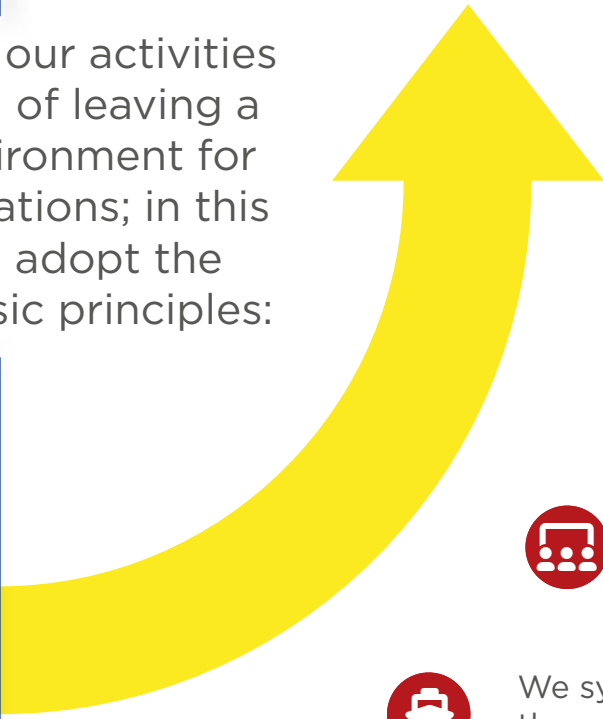 our activities
of leaving a
ironment for
ations; in this
adopt the
sic principles:
We sy